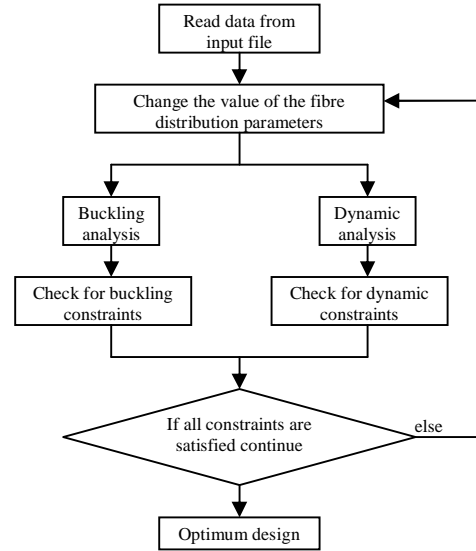 Read data from
input file
Change the value of the fibre
distribution parameters
Buckling
analysis
Dynamic
analysis
Check for buckling
constraints
Check for dynamic
constraints
If all constraints are
satisfied continue
else
Optimum design